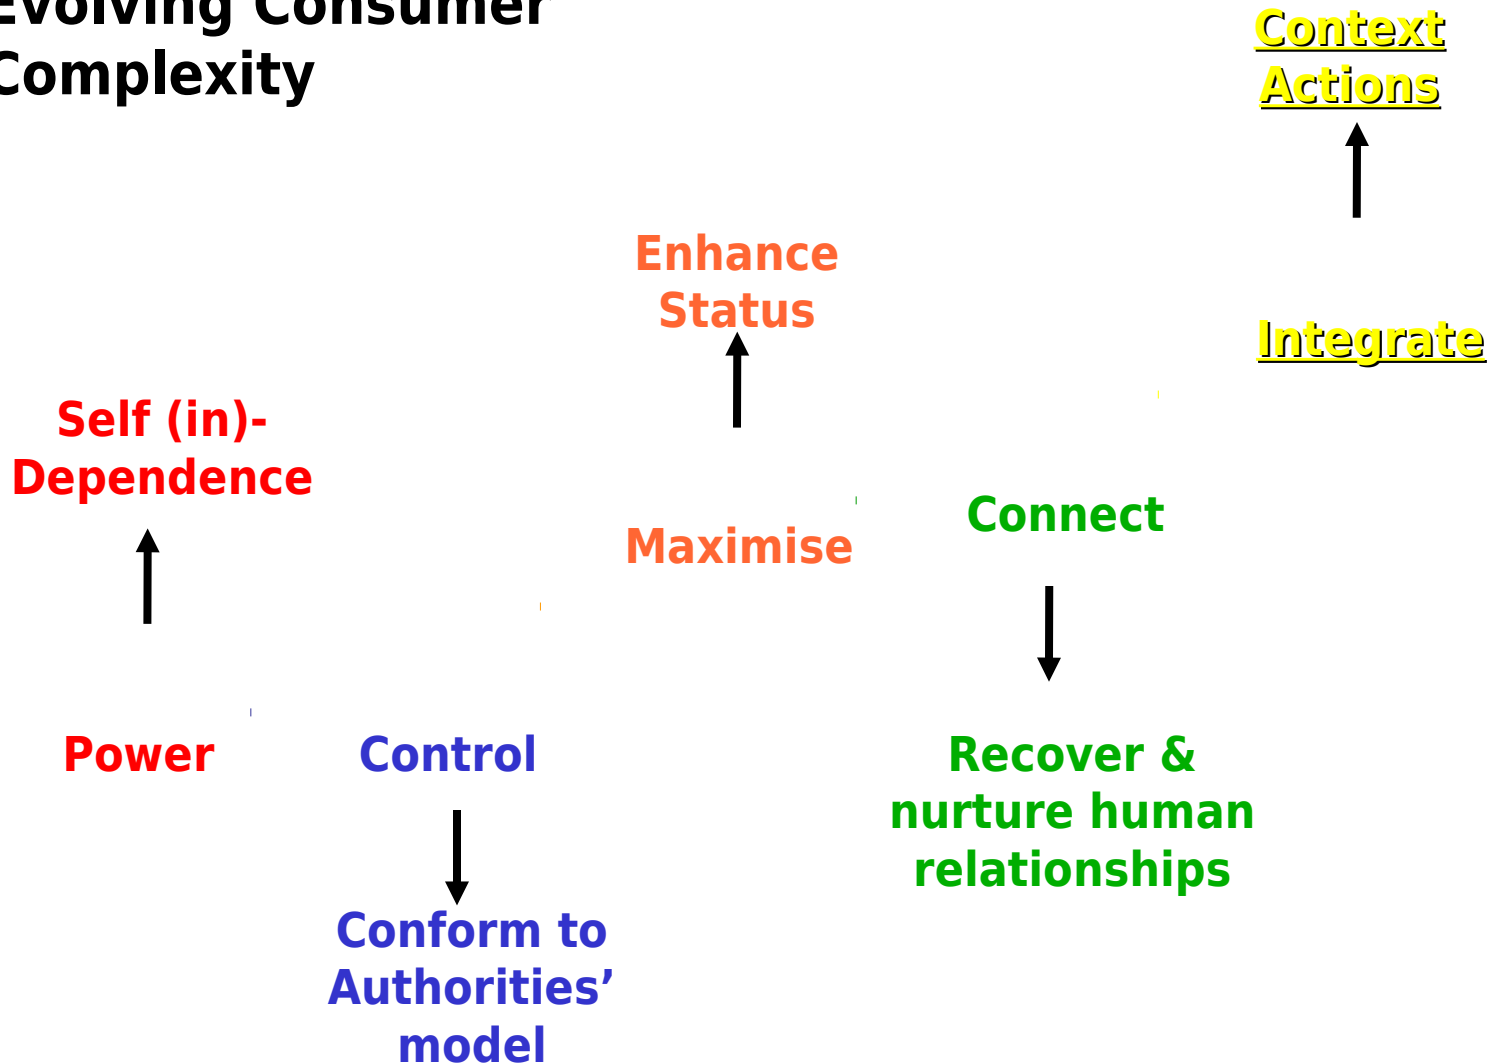 Evolving Consumer
Complexity
Context
Actions
Enhance
Status
Integrate
Self (in)-
Dependence
Connect
Maximise
Power
Control
Recover &
nurture human
relationships
Conform to
Authorities’
model